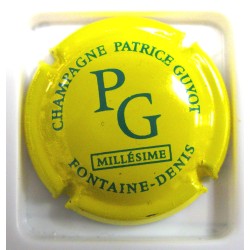 CHAMPAGNE PATRICE GUYOT
PG
MILLÉSIME
FONTAINE-DENIS